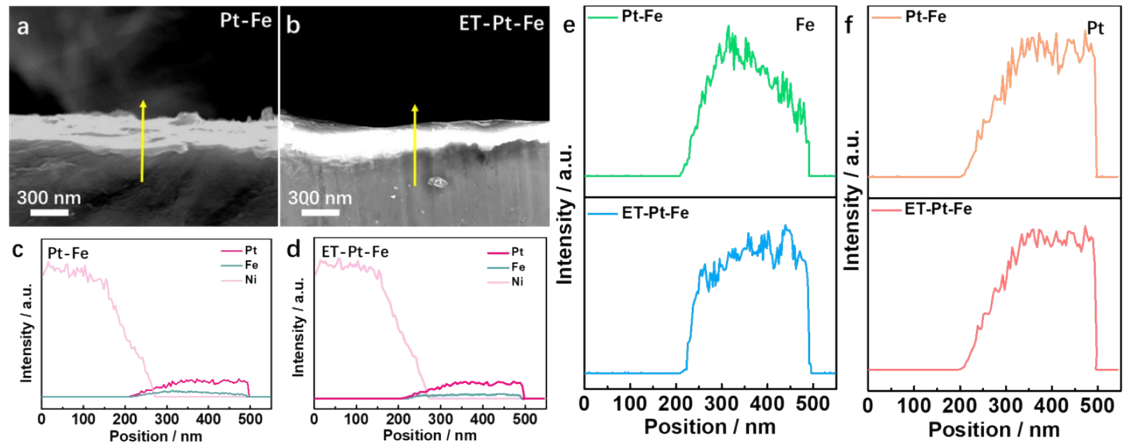 a
Pt-Fe
300 nm
b
ET-Pt-Fe
300 nm
c
Pt-Fe
Pt
Fe
Ni
Intensity / a.u.
0 100 200 300 400 500
Position / nm
d
ET-Pt-Fe
Pt
Fe
Ni
Intensity / a.u.
0 100 200 300 400 500
Position / nm
e
Pt-Fe
Fe
ET-Pt-Fe
Intensity / a.u.
0 100 200 300 400 500
Position / nm
f
Pt-Fe
Pt
ET-Pt-Fe
Intensity / a.u.
0 100 200 300 400 500
Position / nm